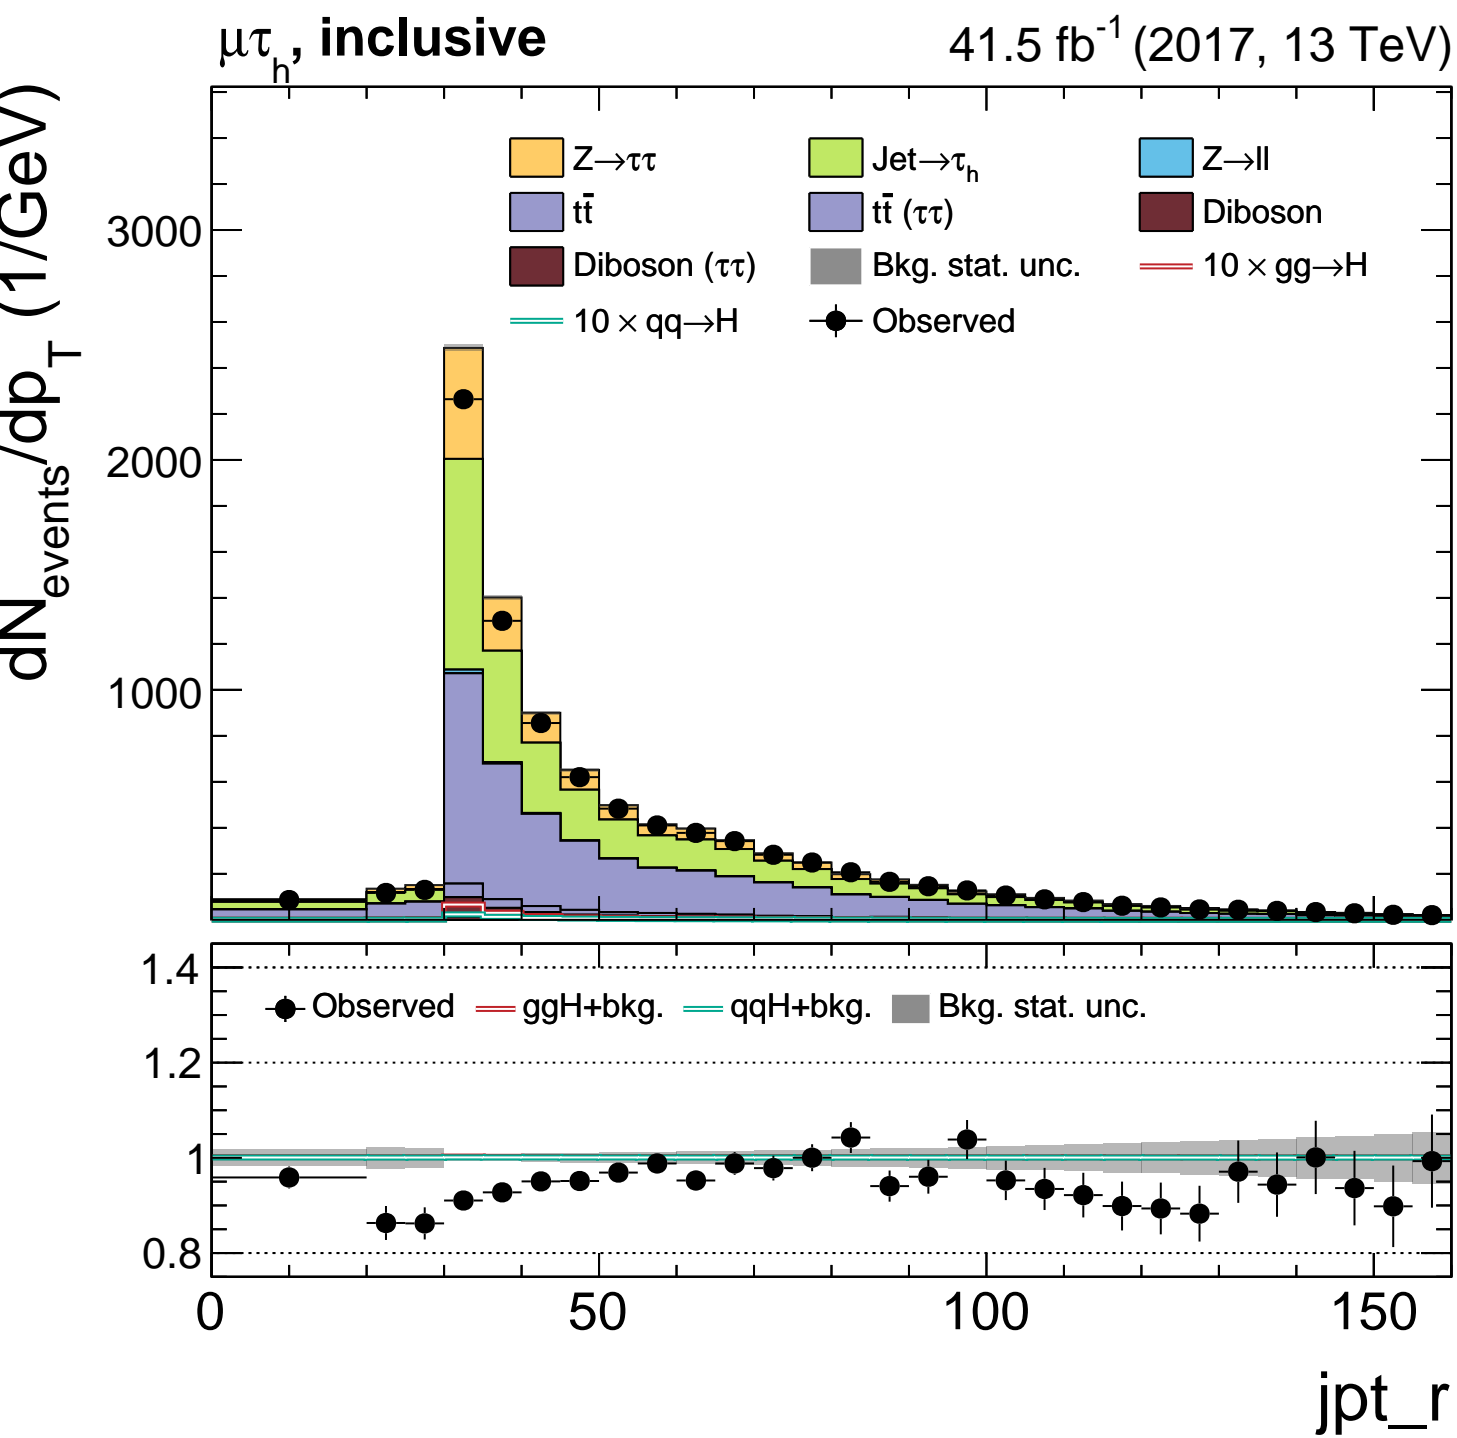 μτh, inclusive
41.5 fb-1 (2017, 13 TeV)
dNevents/dpT (1/GeV)
Z→ττ
Jet→τh
Z→ll
tt̄
tt̄ (ττ)
Diboson
Diboson (ττ)
Bkg. stat. unc.
10 × gg→H
10 × qq→H
Observed
3000
2000
1000
1.4
Observed
ggH+bkg.
qqH+bkg.
Bkg. stat. unc.
1.2
1
0.8
0
50
100
150
jpt_r